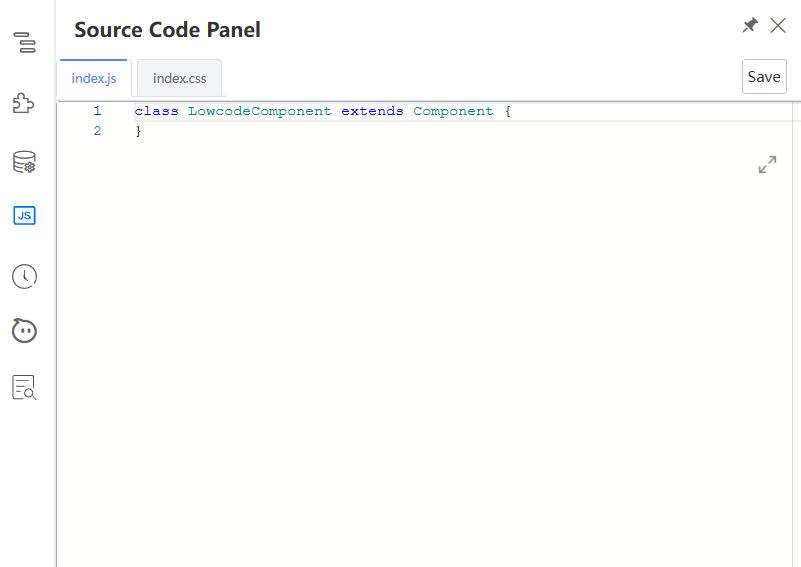 Source Code Panel
index.js
index.css
Save
1 class LowcodeComponent extends Component {
2 }
JS